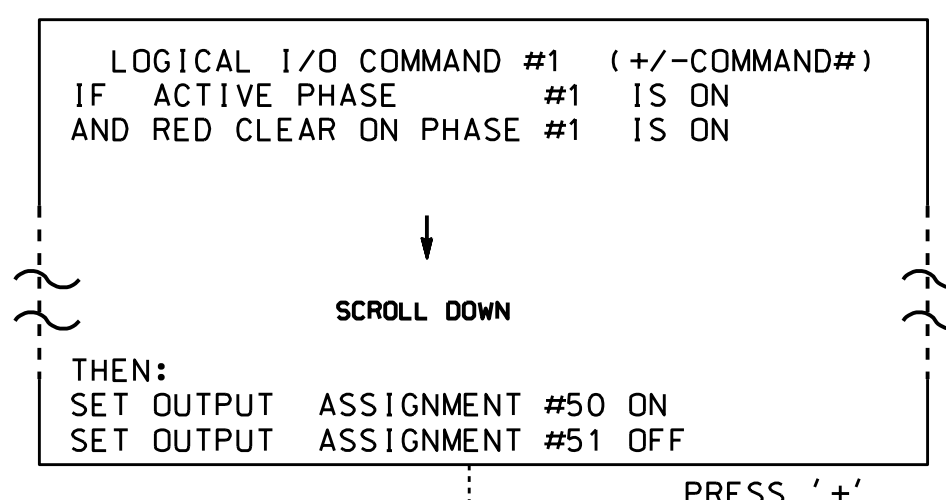 LOGICAL I/O COMMAND #1 (+/-COMMAND#)
IF ACTIVE PHASE #1 IS ON
AND RED CLEAR ON PHASE #1 IS ON
SCROLL DOWN
THEN:
SET OUTPUT ASSIGNMENT #50 ON
SET OUTPUT ASSIGNMENT #51 OFF
PRESS '+'